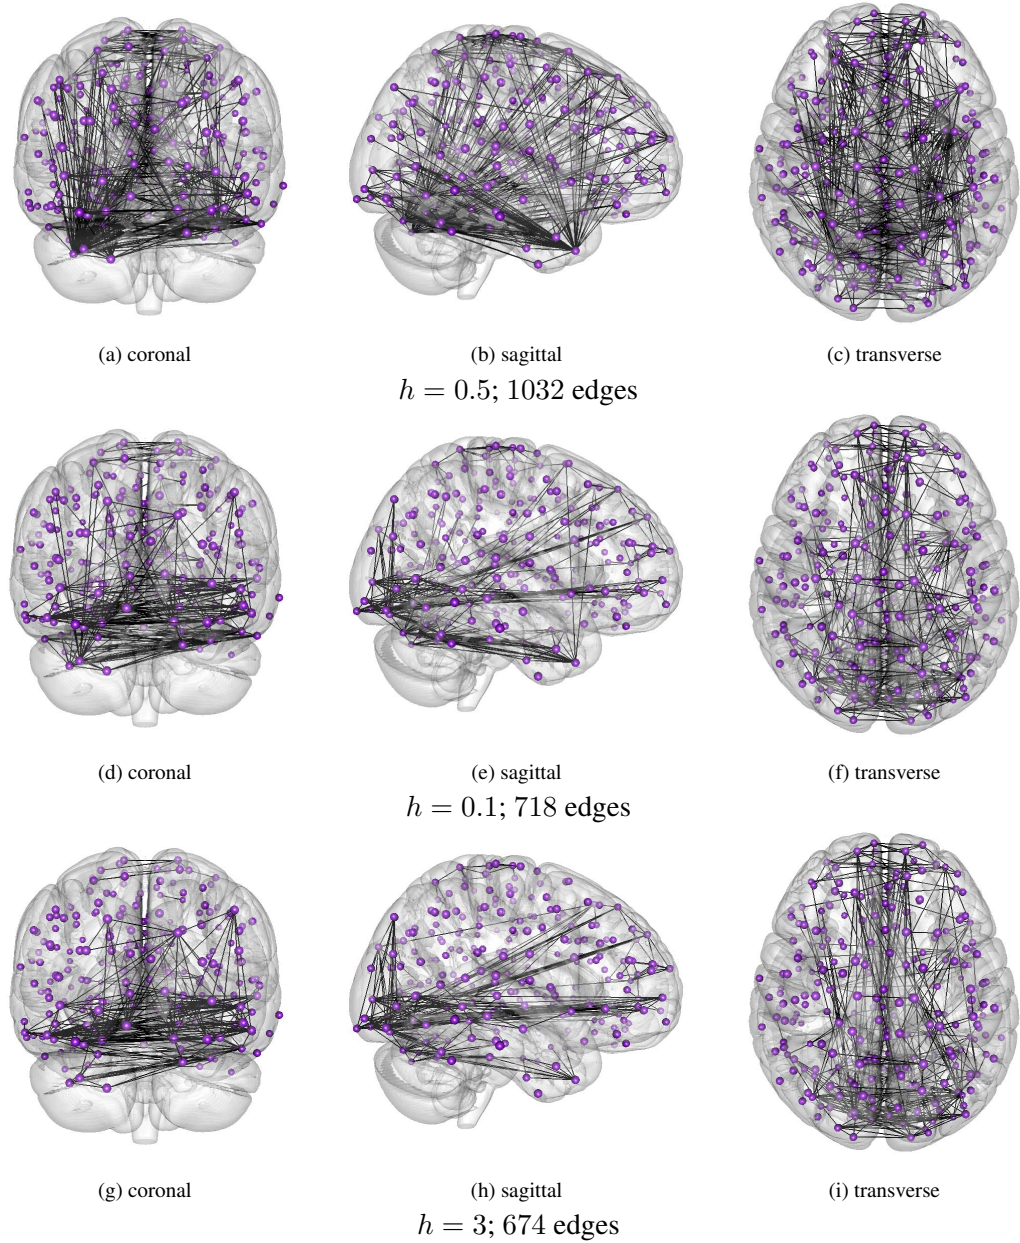 (a) coronal (b) sagittal (c) transverse
h = 0.5; 1032 edges
(d) coronal (e) sagittal (f) transverse
h = 0.1; 718 edges
(g) coronal (h) sagittal (i) transverse
h = 3; 674 edges